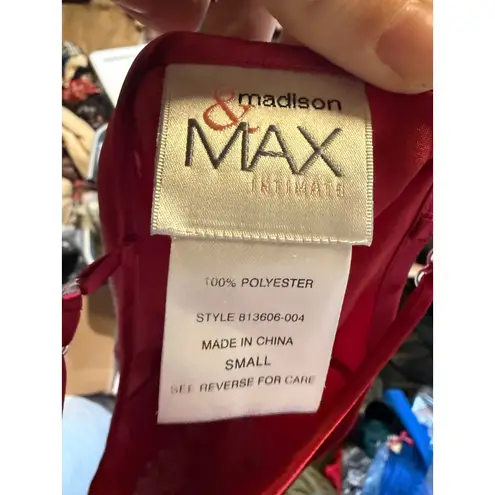 madison
& MAX
INTIMATE
100% POLYESTER
STYLE 813606-004
MADE IN CHINA
SMALL
SEE REVERSE FOR CARE